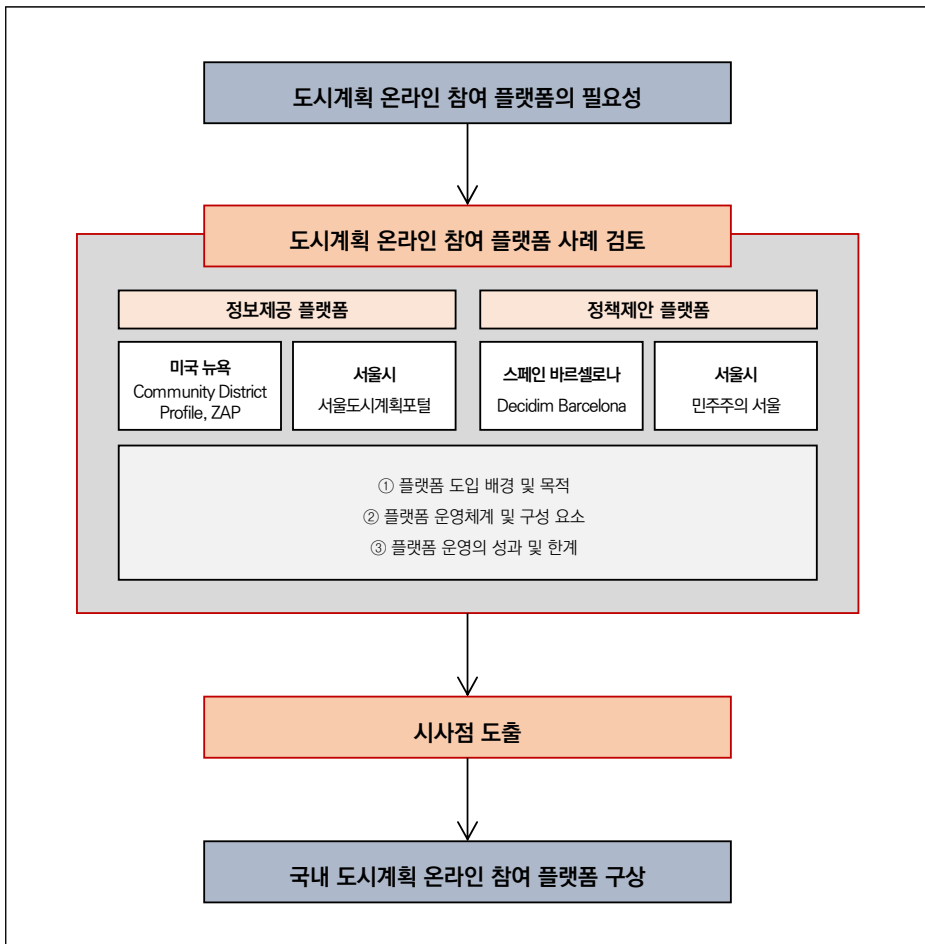 도시계획 온라인 참여 플랫폼의 필요성
도시계획 온라인 참여 플랫폼 사례 검토
정보제공 플랫폼
미국 뉴욕
Community District
Profile, ZAP
서울시
서울도시계획포털
정책제안 플랫폼
스페인 바르셀로나
Decidim Barcelona
서울시
민주주의 서울
① 플랫폼 도입 배경 및 목적
② 플랫폼 운영체계 및 구성 요소
③ 플랫폼 운영의 성과 및 한계
시사점 도출
국내 도시계획 온라인 참여 플랫폼 구상